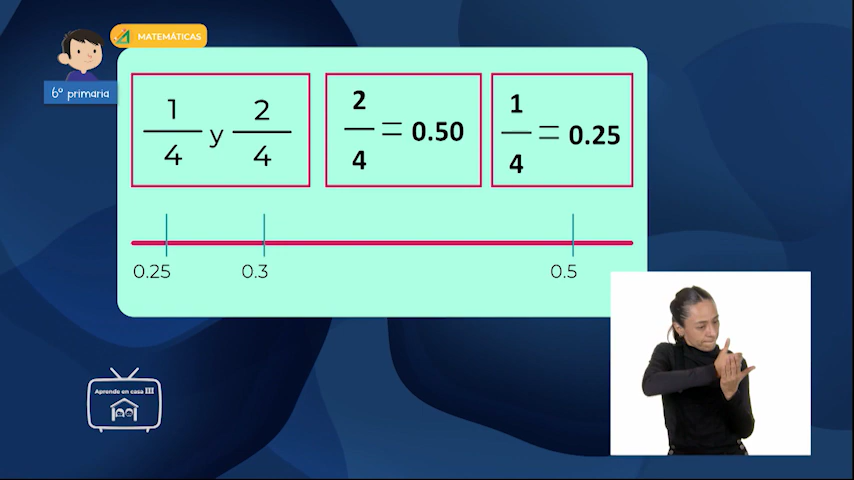 MATEMÁTICAS
6º primaria
1/4 y 2/4
2/4 = 0.50
1/4 = 0.25
0.25 0.3 0.5
Aprende en casa III